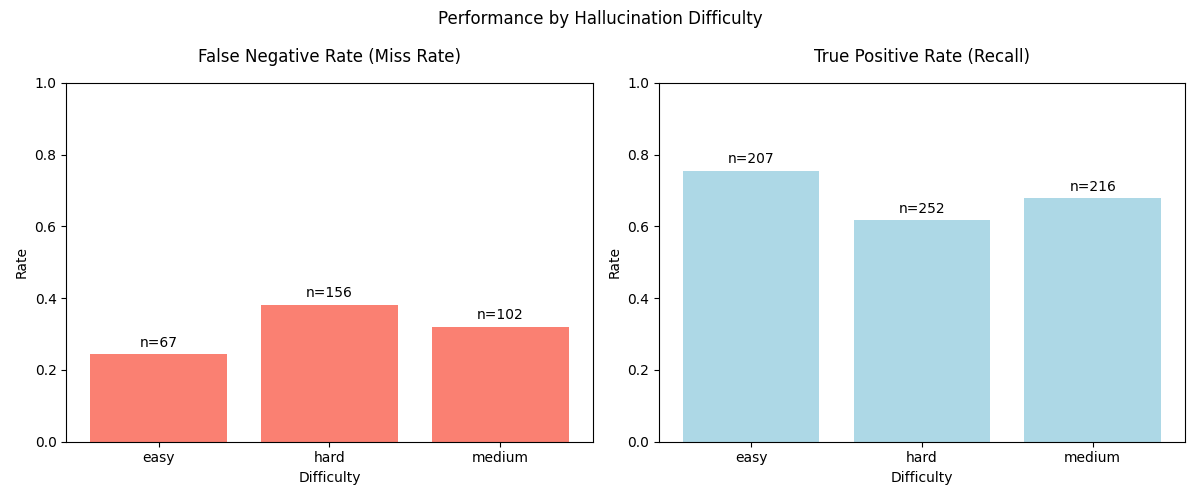 Performance by Hallucination Difficulty
False Negative Rate (Miss Rate)
1.0
0.8
0.6
0.4
0.2
0.0
Rate
n=67
n=156
n=102
easy
hard
medium
Difficulty
True Positive Rate (Recall)
1.0
0.8
0.6
0.4
0.2
0.0
Rate
n=207
n=252
n=216
easy
hard
medium
Difficulty